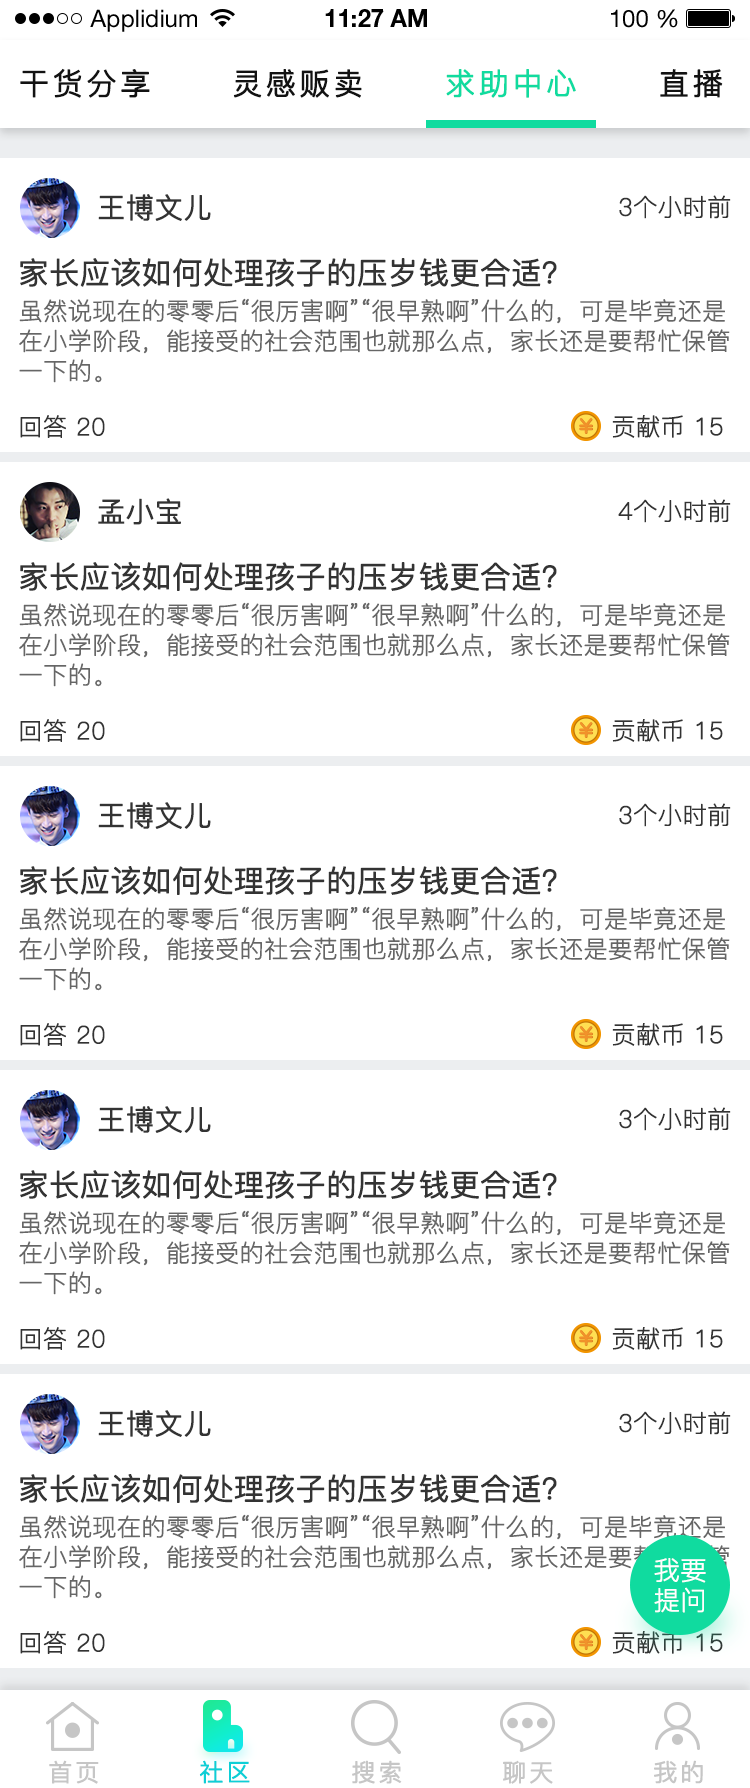 Applidium 11:27 AM 100 %
干货分享 灵感贩卖 求助中心 直播
王博文儿 3个小时前
家长应该如何处理孩子的压岁钱更合适?
虽然说现在的零零后“很厉害啊”“很早熟啊”什么的，可是毕竟还是
在小学阶段，能接受的社会范围也就那么点，家长还是要帮忙保管
一下的。
回答 20 贡献币 15
孟小宝 4个小时前
家长应该如何处理孩子的压岁钱更合适?
虽然说现在的零零后“很厉害啊”“很早熟啊”什么的，可是毕竟还是
在小学阶段，能接受的社会范围也就那么点，家长还是要帮忙保管
一下的。
回答 20 贡献币 15
王博文儿 3个小时前
家长应该如何处理孩子的压岁钱更合适?
虽然说现在的零零后“很厉害啊”“很早熟啊”什么的，可是毕竟还是
在小学阶段，能接受的社会范围也就那么点，家长还是要帮忙保管
一下的。
回答 20 贡献币 15
王博文儿 3个小时前
家长应该如何处理孩子的压岁钱更合适?
虽然说现在的零零后“很厉害啊”“很早熟啊”什么的，可是毕竟还是
在小学阶段，能接受的社会范围也就那么点，家长还是要帮忙保管
一下的。
回答 20 贡献币 15
王博文儿 3个小时前
家长应该如何处理孩子的压岁钱更合适?
虽然说现在的零零后“很厉害啊”“很早熟啊”什么的，可是毕竟还是
在小学阶段，能接受的社会范围也就那么点，家长还是要帮忙保管
一下的。
我要
提问
回答 20 贡献币 15
首页 社区 搜索 聊天 我的